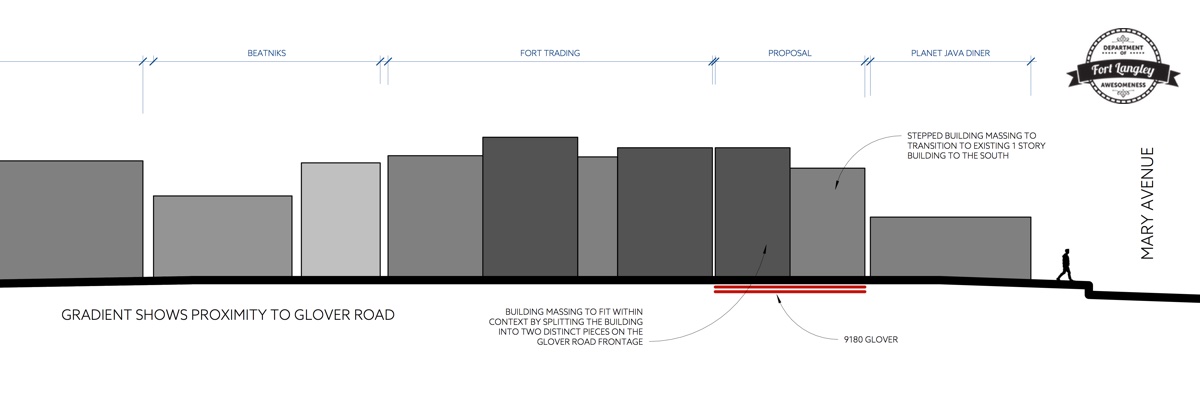 BEATNIKS
FORT TRADING
PROPOSAL
PLANET JAVA DINER
DEPARTMENT
OF
Fort Langley
AWESOMENESS
STEPPED BUILDING MASSING TO
TRANSITION TO EXISTING 1 STORY
BUILDING TO THE SOUTH
MARY AVENUE
GRADIENT SHOWS PROXIMITY TO GLOVER ROAD
BUILDING MASSING TO FIT WITHIN
CONTEXT BY SPLITTING THE BUILDING
INTO TWO DISTINCT PIECES ON THE
GLOVER ROAD FRONTAGE
9180 GLOVER